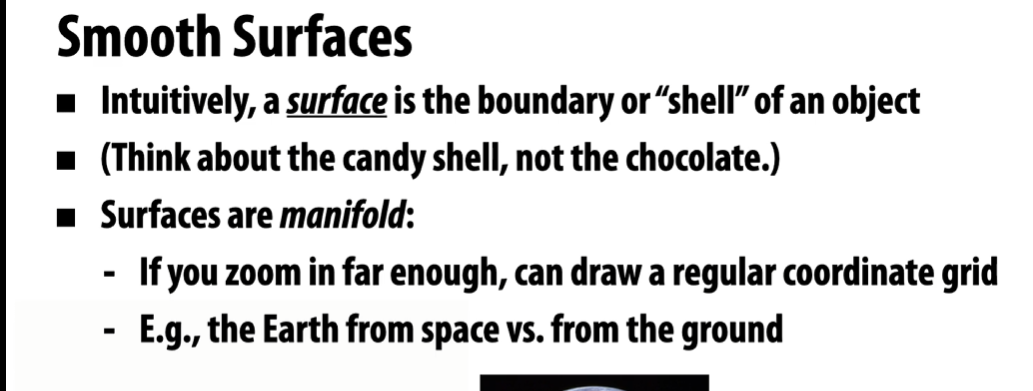 Smooth Surfaces
■ Intuitively, a surface is the boundary or “shell” of an object
■ (Think about the candy shell, not the chocolate.)
■ Surfaces are manifold:
- If you zoom in far enough, can draw a regular coordinate grid
- E.g., the Earth from space vs. from the ground